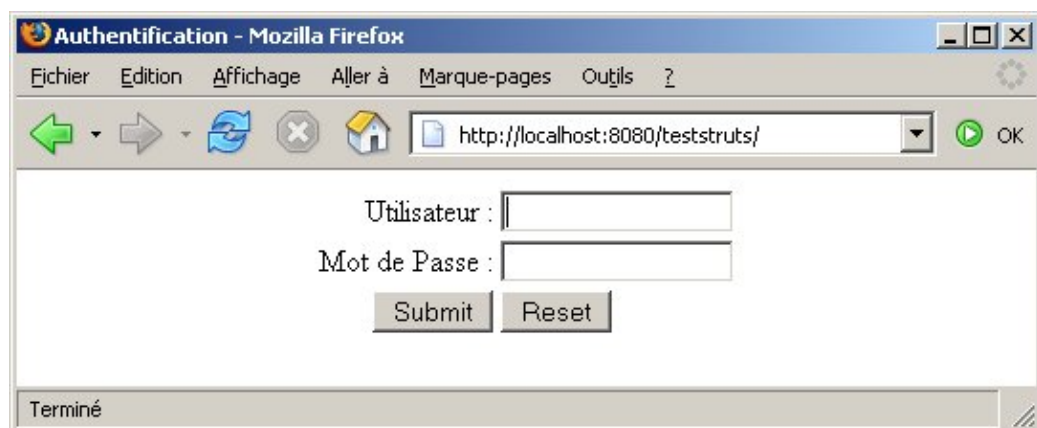 Authentification - Mozilla Firefox
Fichier Edition Affichage Aller à Marque-pages Outils ?
http://localhost:8080/teststruts/ OK
Utilisateur :
Mot de Passe :
Submit Reset
Terminé